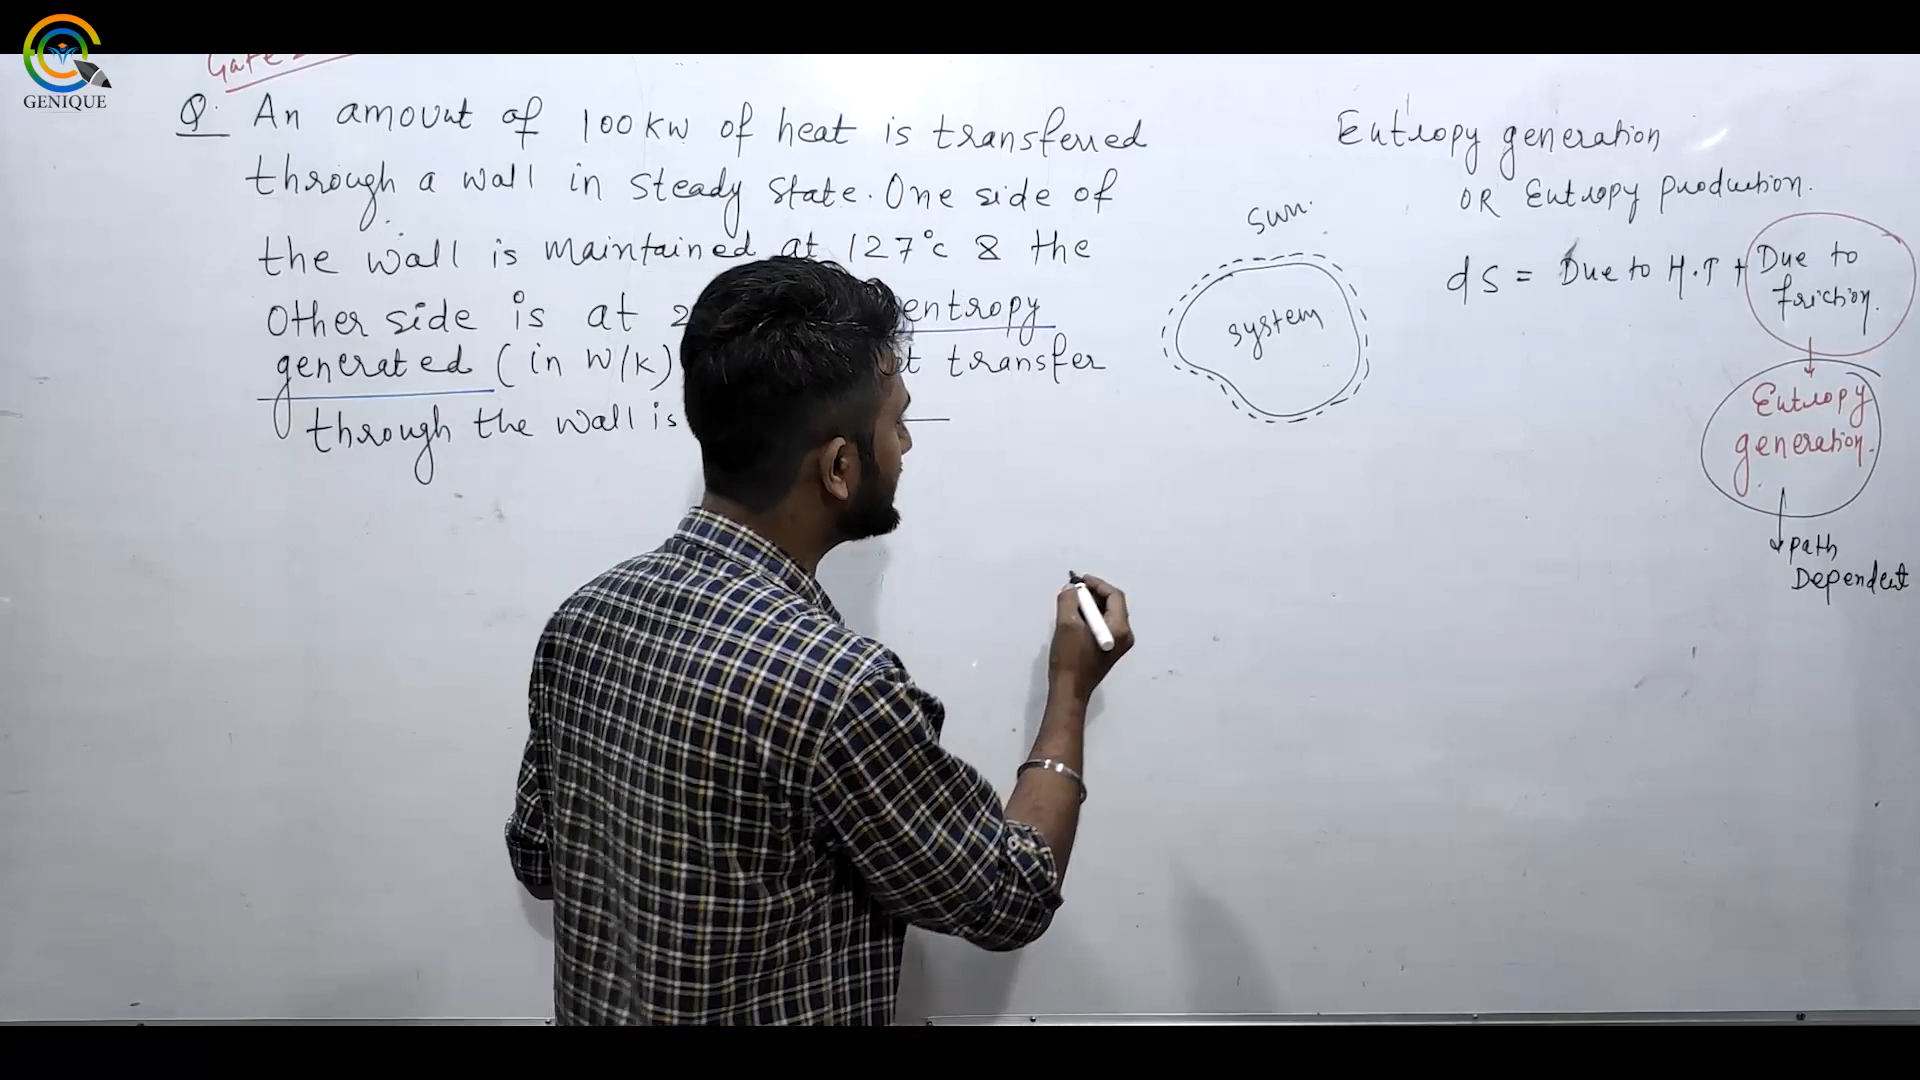 GENIQUE
Gate
Q. An amount of 100 KW of heat is transferred
through a wall in steady state. One side of
the wall is maintained at 127°C & the
Other side is at 2 entropy
generated (in W/K) transfer
through the wall is
Entropy generation
OR Entropy production.
Surr.
system
ds = Due to H.T + Due to
friction.
Entropy
generation.
Path
Dependent